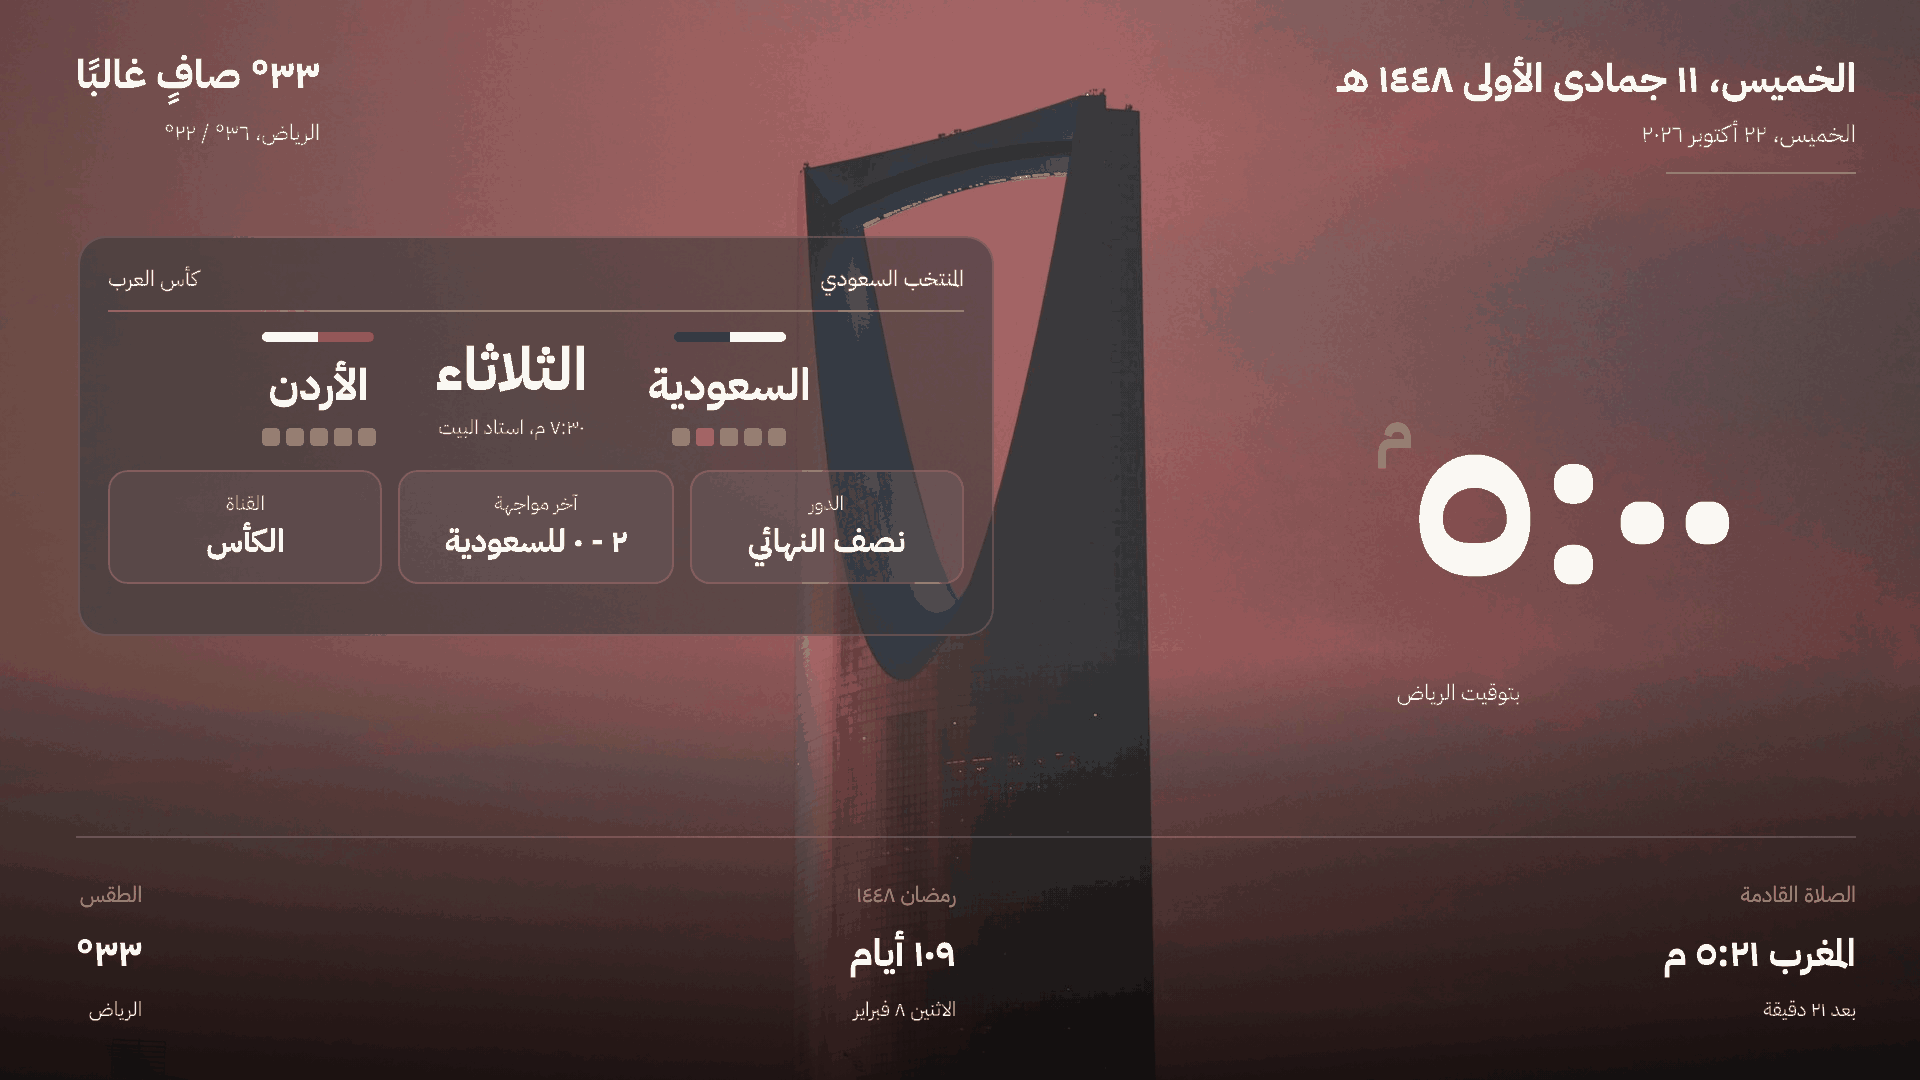 الخميس، ١١ جمادى الأولى ١٤٤٨ هـ
الخميس، ٢٢ أكتوبر ٢٠٢٦
٣٣° صافٍ غالبًا
الرياض، ٣٦° / ٢٢°
المنتخب السعودي
كأس العرب
السعودية
الثلاثاء
٧:٣٠ م، استاد البيت
الأردن
الدور
نصف النهائي
آخر مواجهة
٢ - ٠ للسعودية
القناة
الكأس
٥:٠٠ م
بتوقيت الرياض
الصلاة القادمة
المغرب ٥:٢١ م
بعد ٢١ دقيقة
رمضان ١٤٤٨
١٠٩ أيام
الاثنين ٨ فبراير
الطقس
٣٣°
الرياض